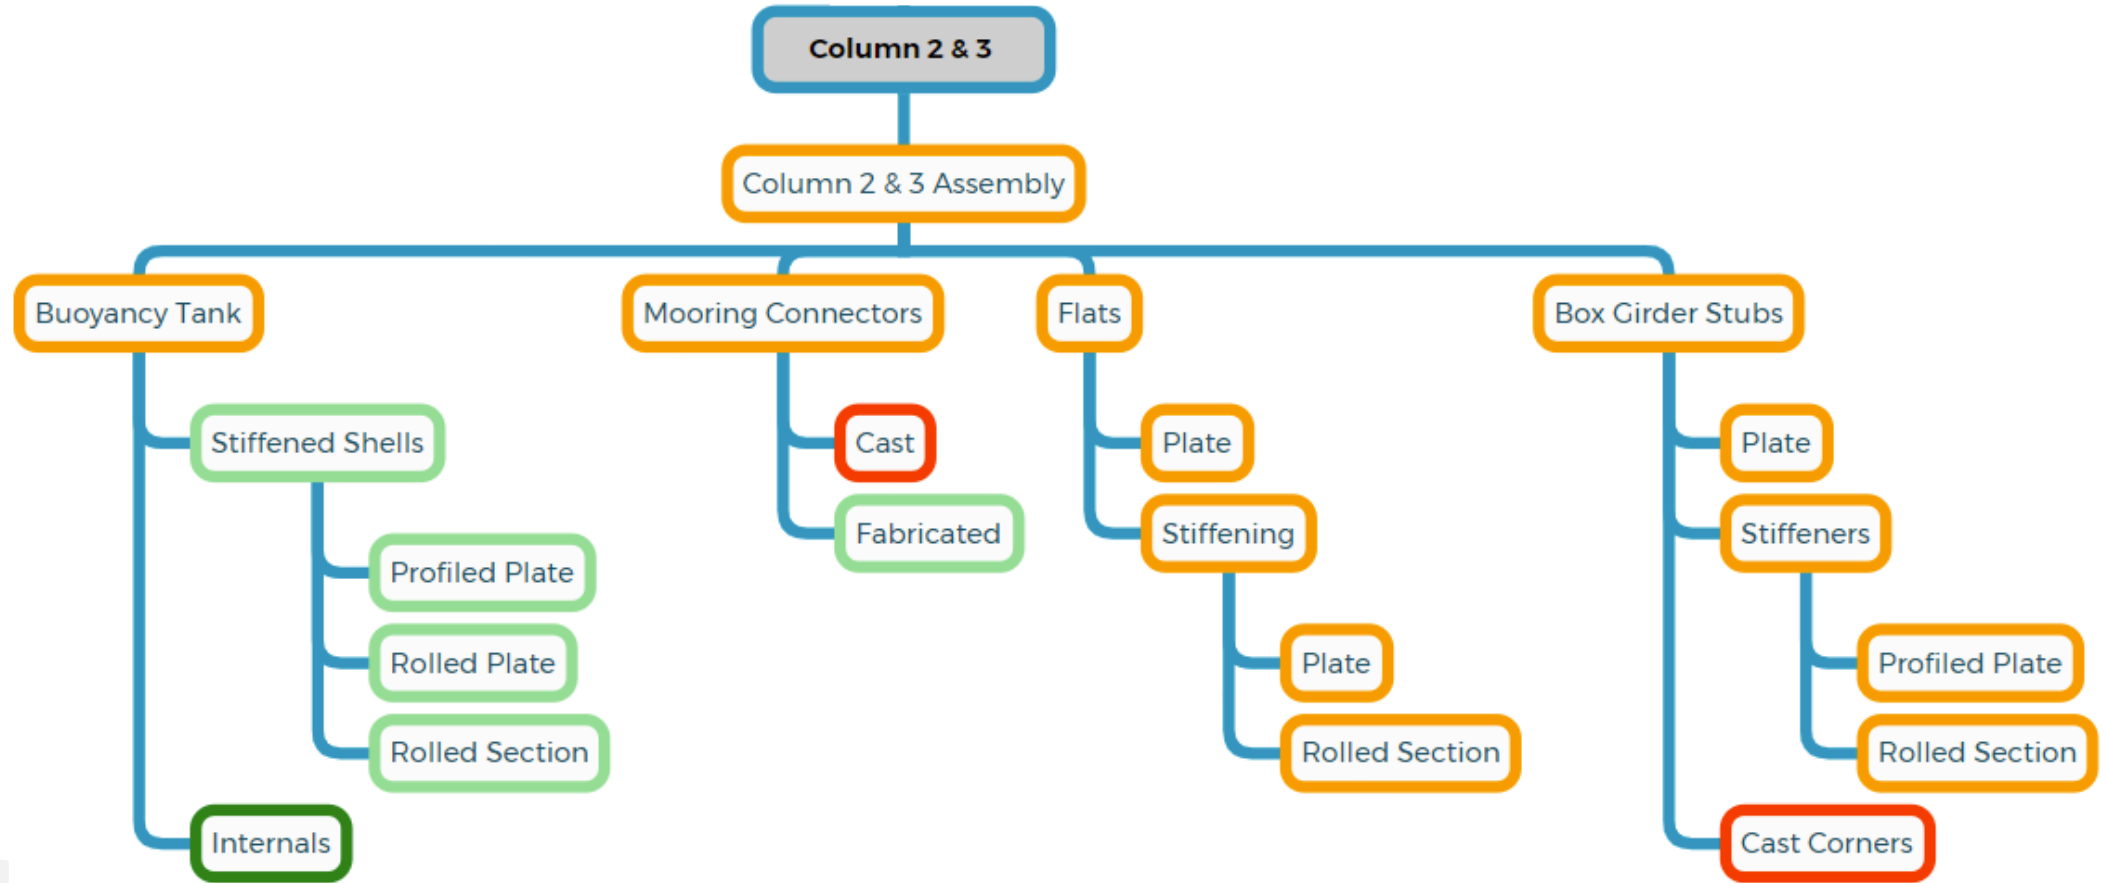 Column 2 & 3
Column 2 & 3 Assembly
Buoyancy Tank
Mooring Connectors
Flats
Box Girder Stubs
Stiffened Shells
Cast
Plate
Plate
Fabricated
Stiffening
Stiffeners
Profiled Plate
Rolled Plate
Plate
Profiled Plate
Rolled Section
Rolled Section
Rolled Section
Internals
Cast Corners